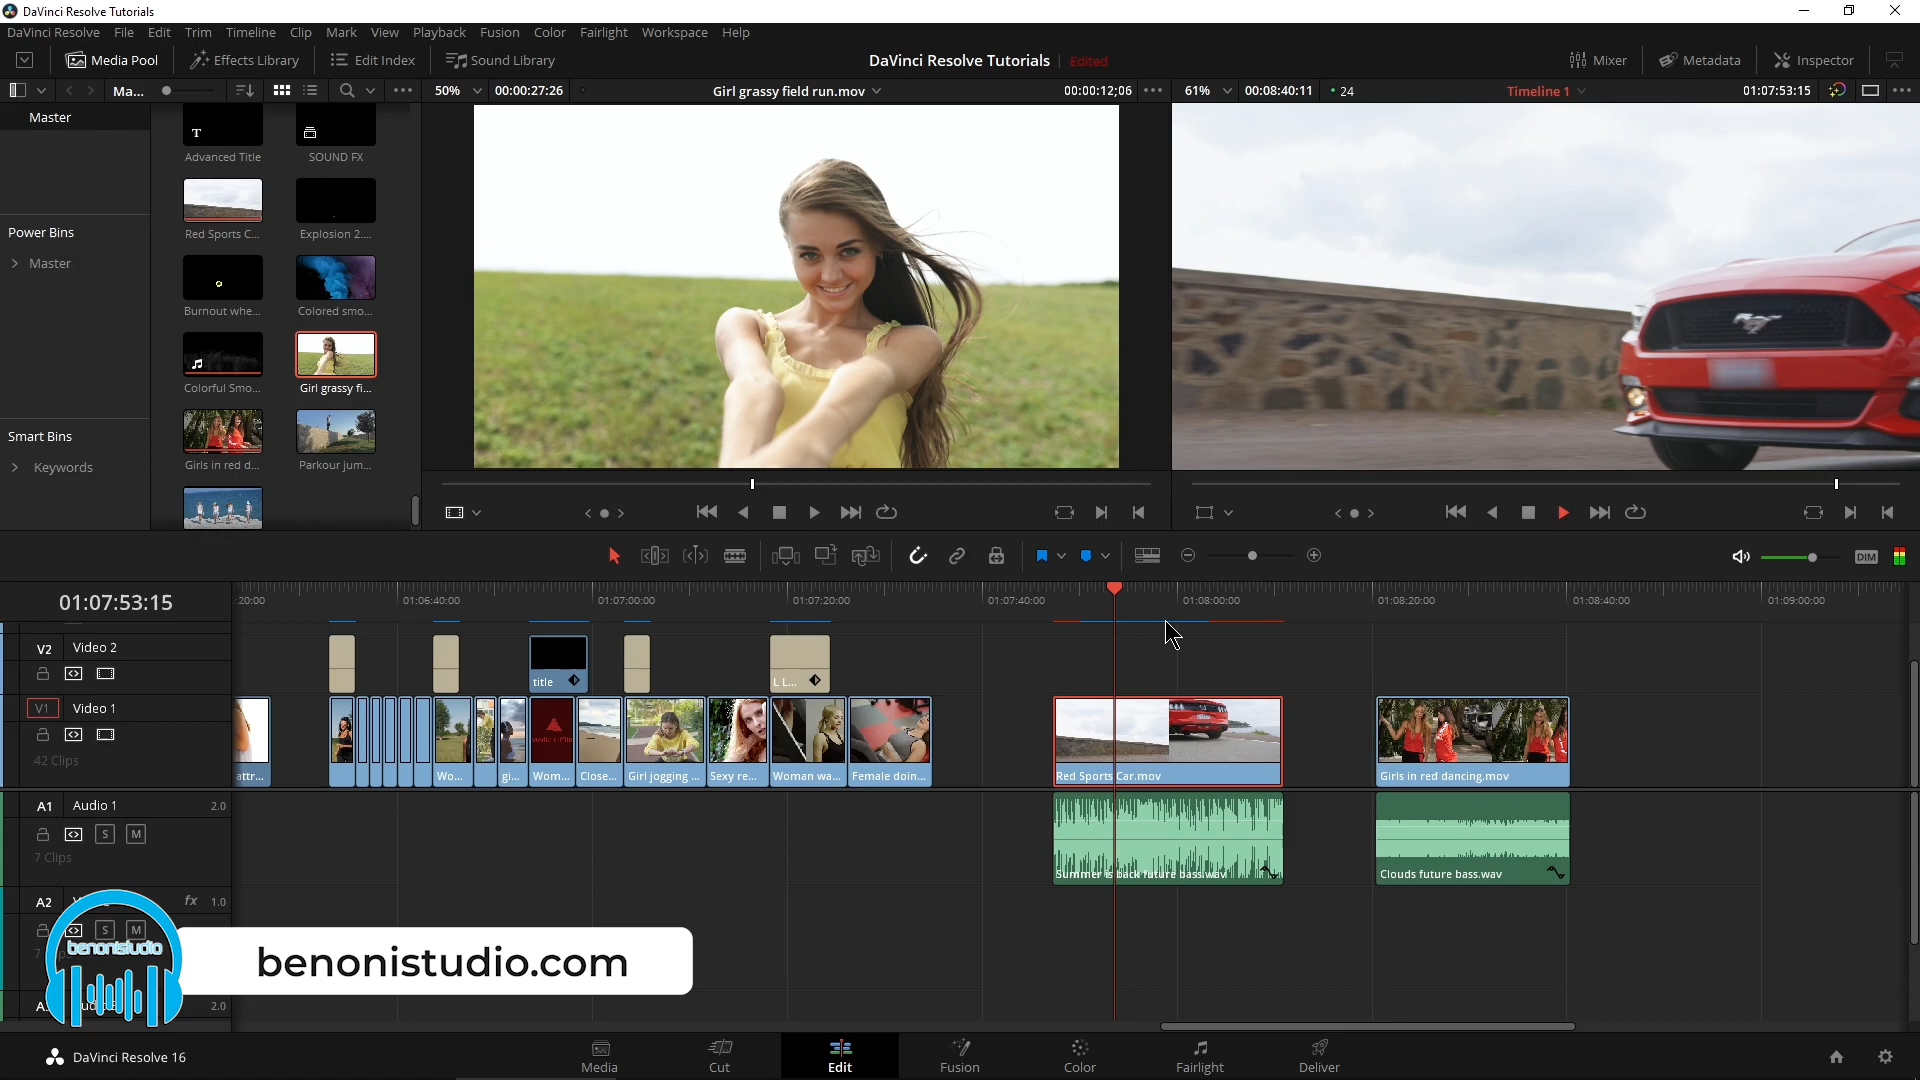 DaVinci Resolve Tutorials
DaVinci Resolve File Edit Trim Timeline Clip Mark View Playback Fusion Color Fairlight Workspace Help
Media Pool Effects Library Edit Index Sound Library DaVinci Resolve Tutorials Edited Mixer Metadata Inspector
Ma... 50% 00:00:27:26 Girl grassy field run.mov 00:00:12;06 61% 00:08:40:11 24 Timeline 1 01:07:53:15
Master
Advanced Title SOUND FX
Red Sports C... Explosion 2....
Power Bins
Master
Burnout whe... Colored smo...
Colorful Smo... Girl grassy fi...
Smart Bins
Keywords
Girls in red d... Parkour jum...
DIM
01:07:53:15
:20:00 01:06:40:00 01:07:00:00 01:07:20:00 01:07:40:00 01:08:00:00 01:08:20:00 01:08:40:00 01:09:00:00
V2 Video 2
title L L...
V1 Video 1
42 Clips
attr... Wo... gi... Wom... Close... Girl jogging ... Sexy re... Woman wa... Female doin... Red Sports Car.mov Girls in red dancing.mov
A1 Audio 1 2.0
S M
7 Clips
Summer is back future bass.wav Clouds future bass.wav
A2 fx 1.0
S M
benonistudio
benonistudio.com
2.0
DaVinci Resolve 16
Media Cut Edit Fusion Color Fairlight Deliver